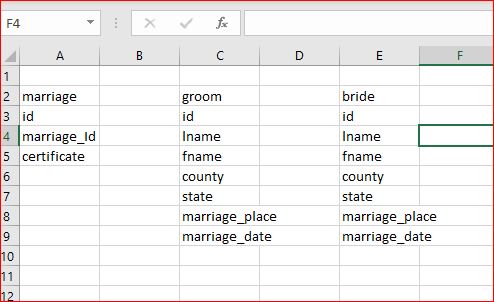 F4
A B C D E F
1
2 marriage groom bride
3 id id id
4 marriage_Id lname lname
5 certificate fname fname
6 county county
7 state state
8 marriage_place marriage_place
9 marriage_date marriage_date
10
11
12